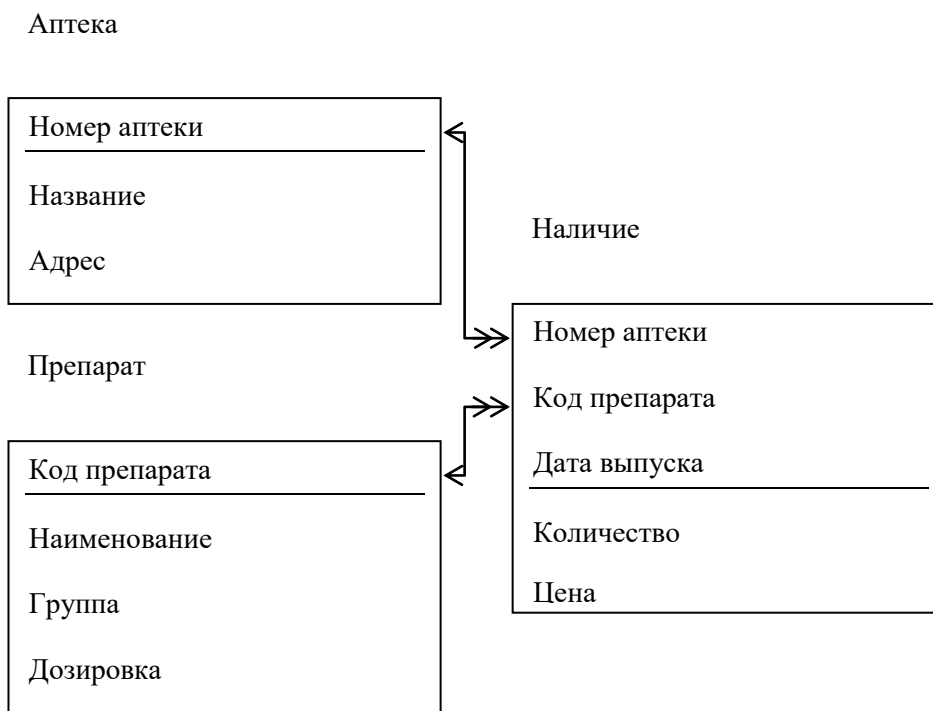 Аптека
Номер аптеки
Название
Адрес
Препарат
Код препарата
Наименование
Группа
Дозировка
Наличие
Номер аптеки
Код препарата
Дата выпуска
Количество
Цена